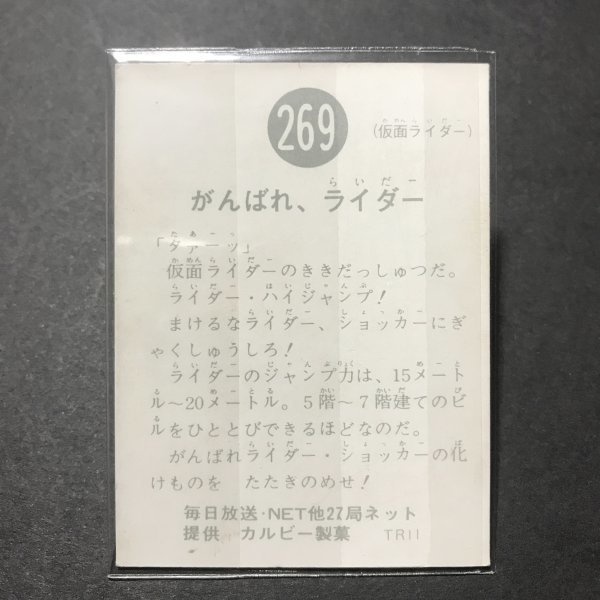 269
(仮面ライダー)
がんばれ、ライダー
「タァーッ」
仮面ライダーのききだっしゅつだ。
ライダー・ハイジャンプ!
まけるなライダー、ショッカーにぎ
ゃくしゅうしろ!
ライダーのジャンプ力は、15メート
ル〜20メートル。5階〜7階建てのビ
ルをひととびできるほどなのだ。
がんばれライダー・ショッカーの化
けものを たたきのめせ!
毎日放送・NET他27局ネット
提供 カルビー製菓 TR11